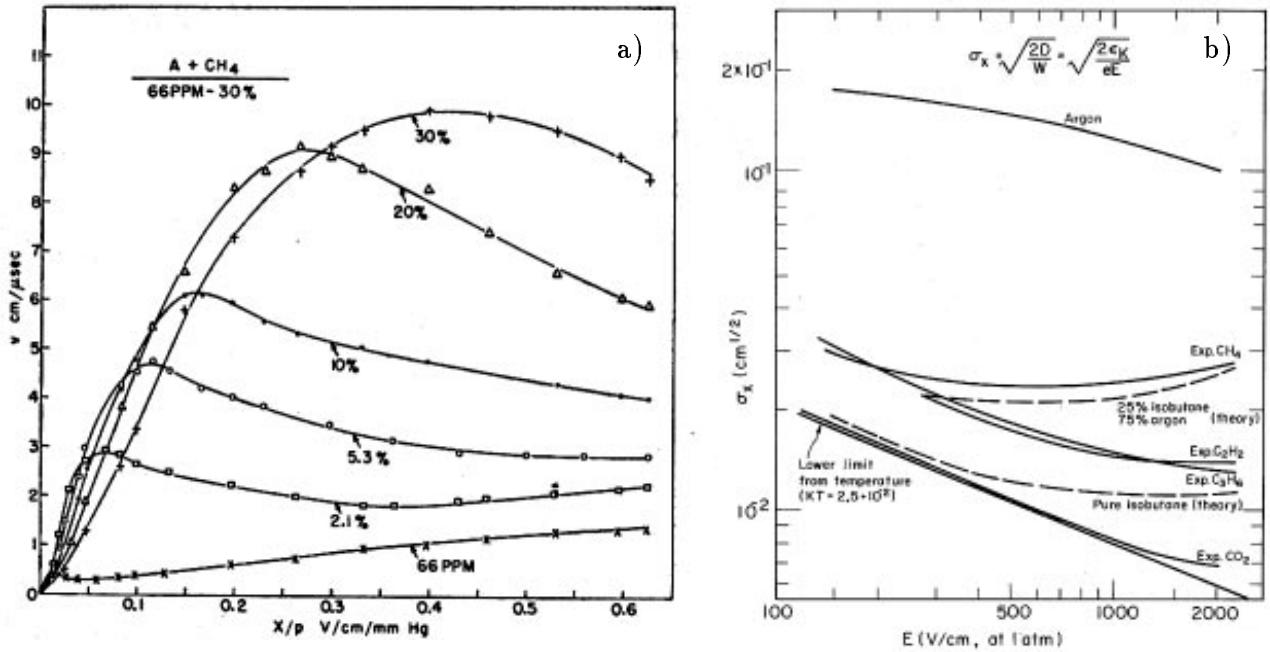 a)
A + CH₄
66PPM - 30%
v cm/μsec
11
10
9
8
7
6
5
4
3
2
1
0
30%
20%
10%
5.3%
2.1%
66 PPM
0.1
0.2
0.3
0.4
0.5
0.6
X/p V/cm/mm Hg
b)
σₓ = √(2D/W) = √(2εK/eE)
2×10⁻¹
10⁻¹
10⁻²
σₓ (cm^1/2)
Argon
Exp. CH₄
25% isobutane
75% argon (theory)
Exp. C₂H₂
Exp. C₃H₆
Pure isobutane (theory)
Exp. CO₂
Lower limit
from temperature
(KT = 2,5+10⁻²)
100
500
1000
2000
E (V/cm, at 1 atm)